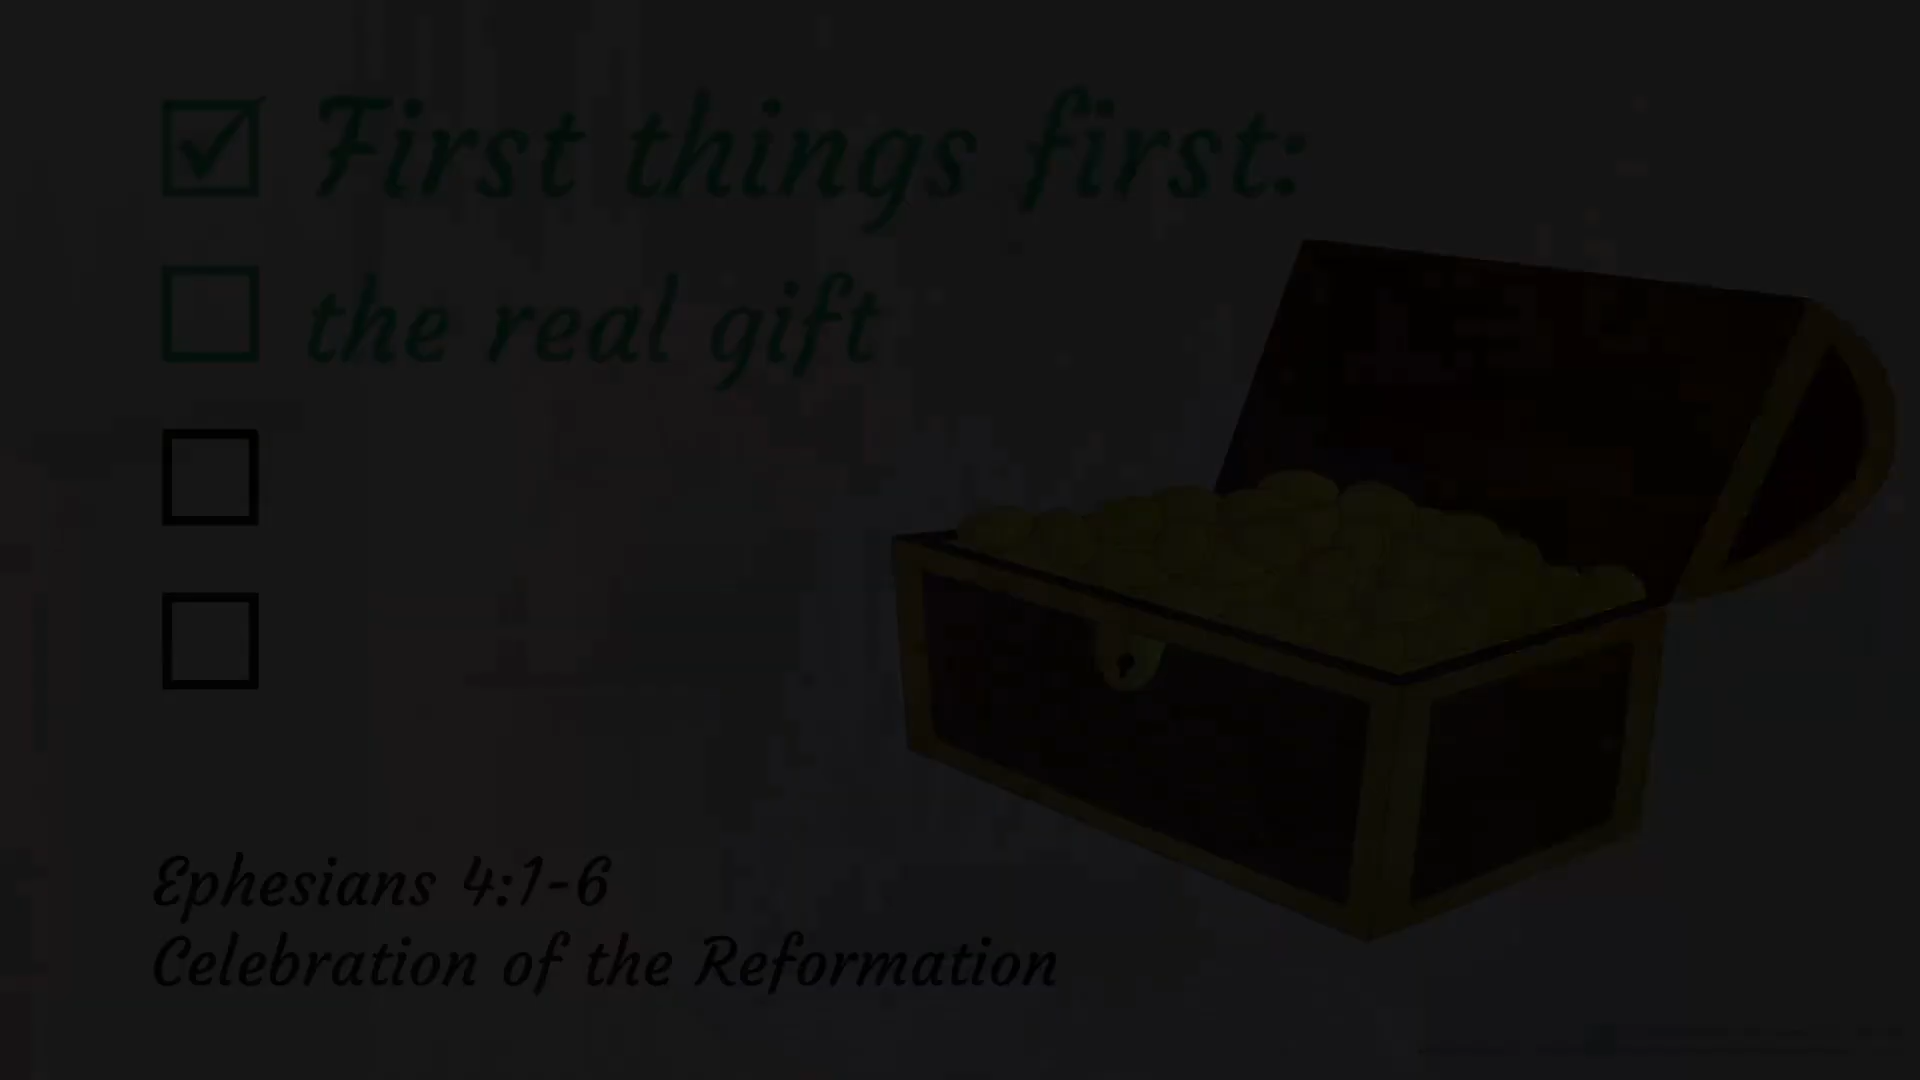 First things first:
the real gift
Ephesians 4:1-6
Celebration of the Reformation